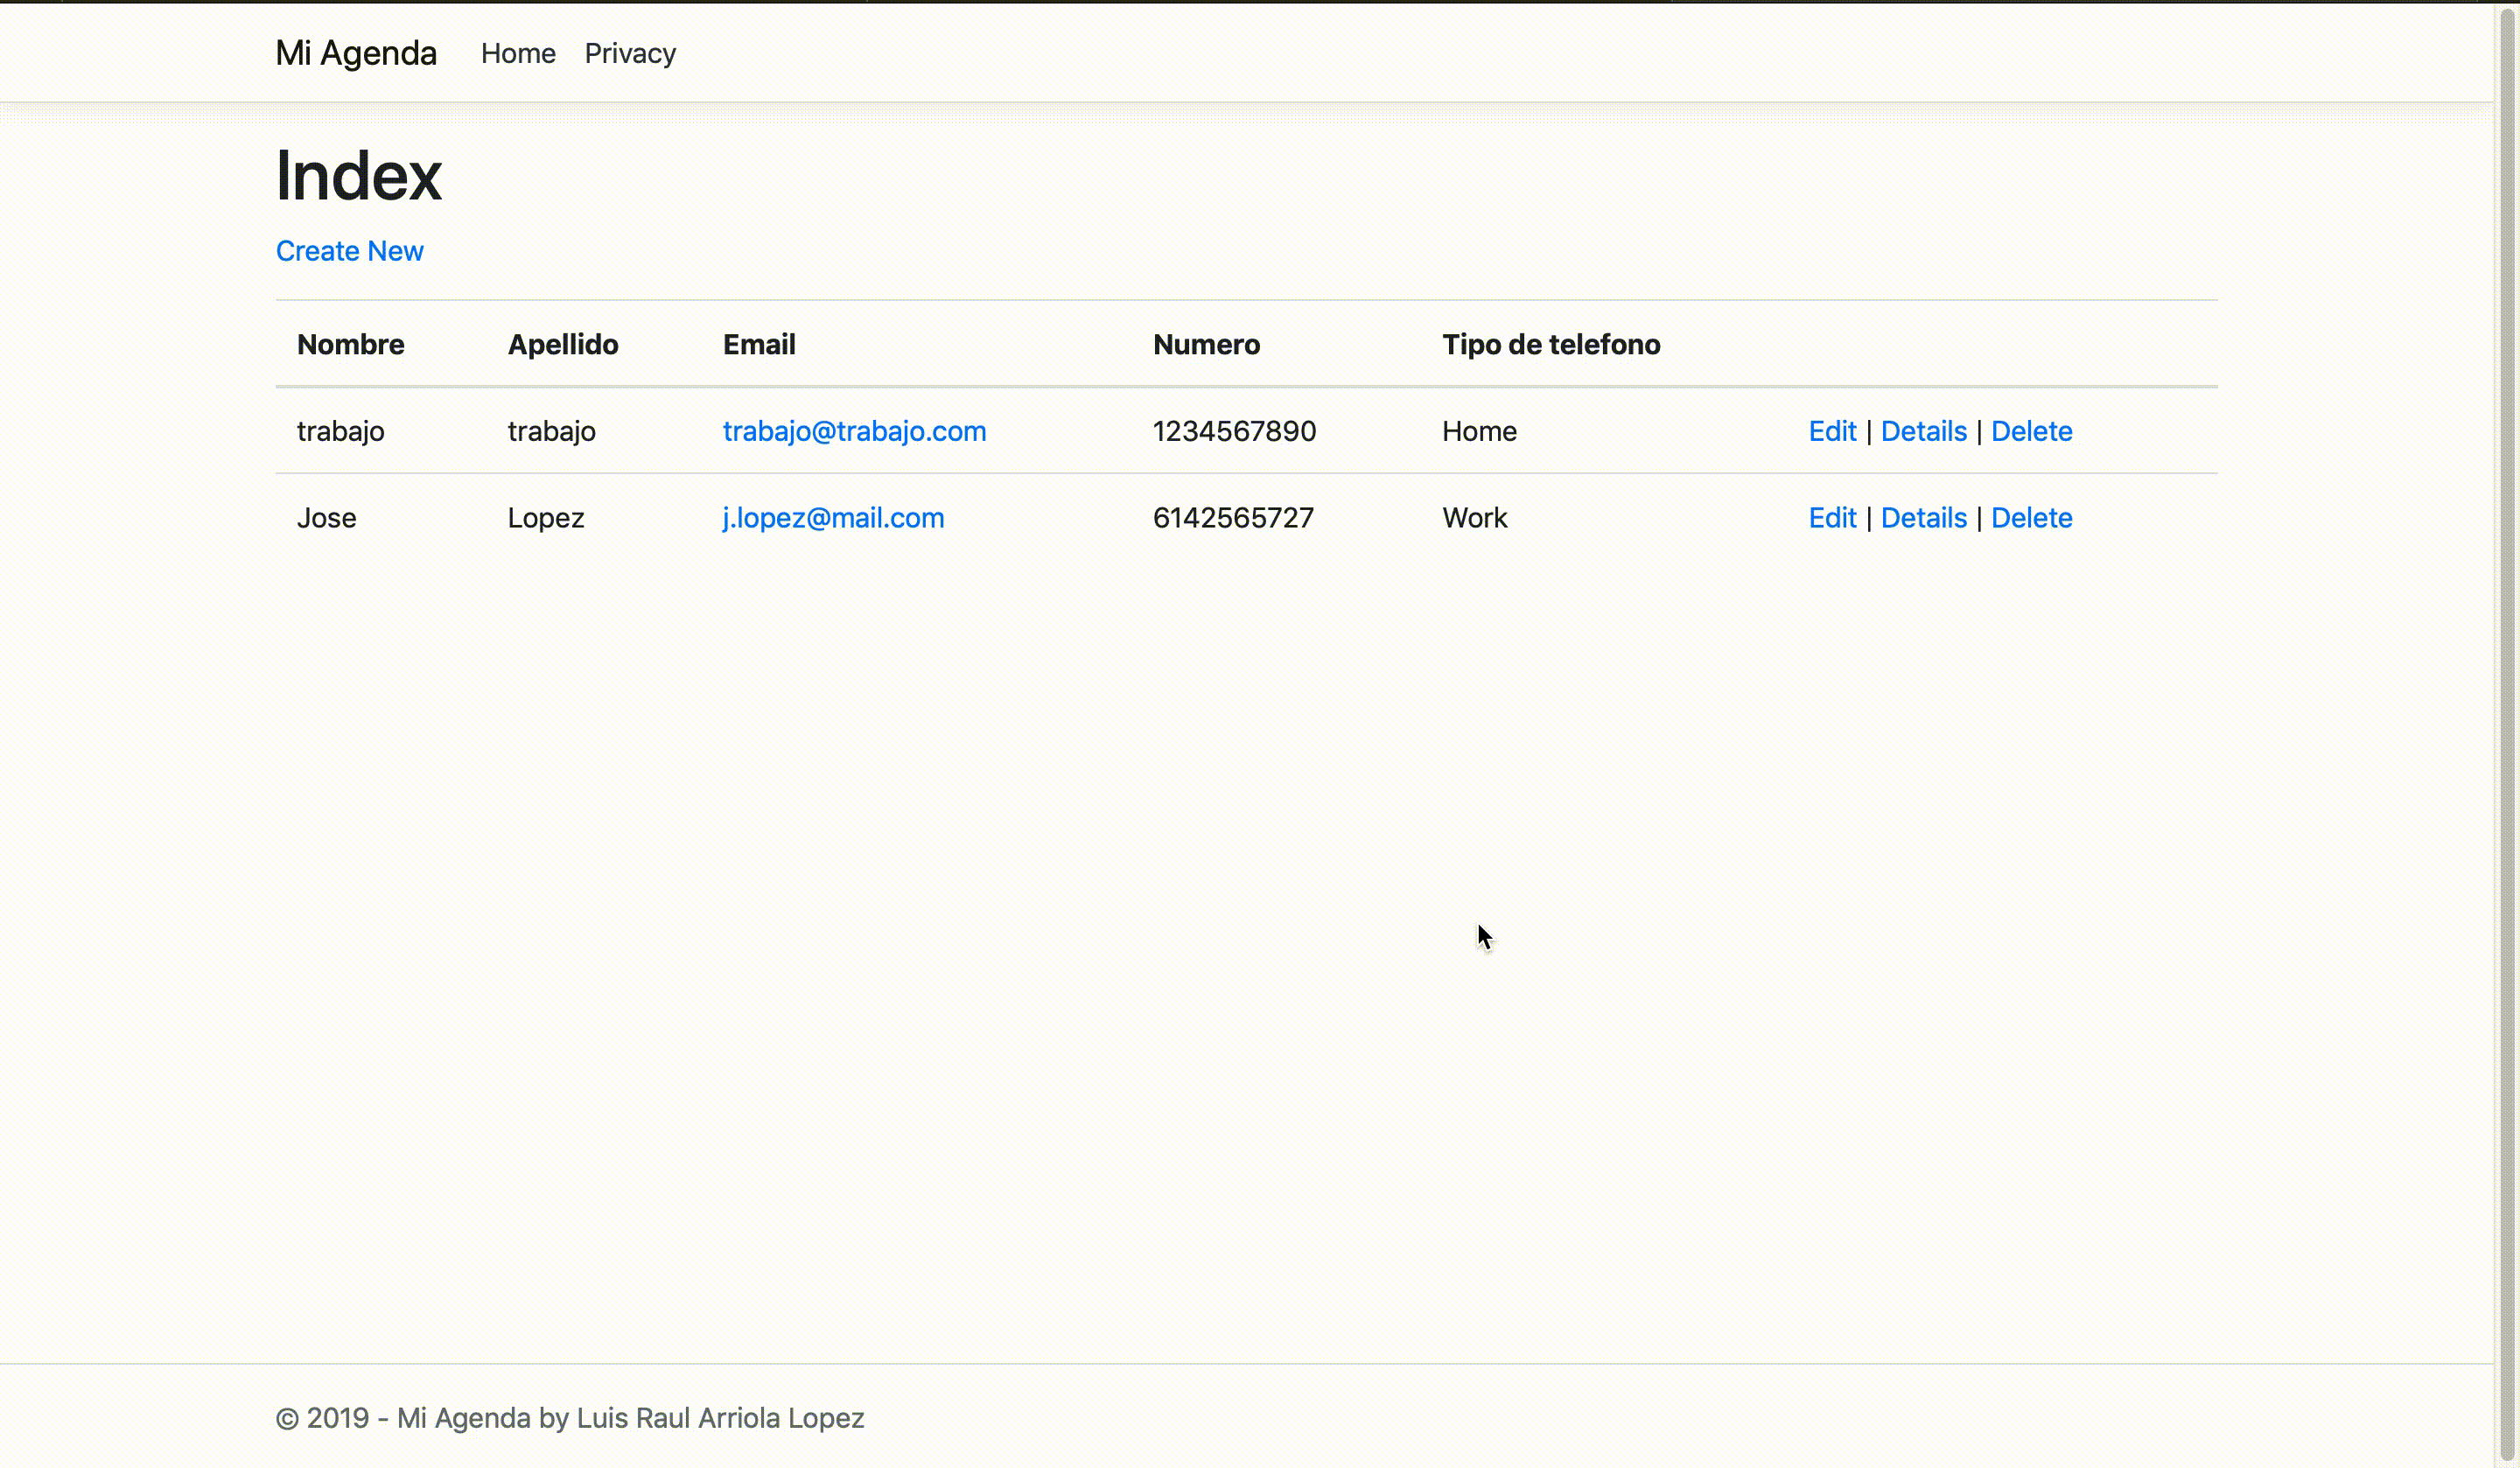 Mi Agenda Home Privacy
Index
Create New
Nombre Apellido Email Numero Tipo de telefono
trabajo trabajo trabajo@trabajo.com 1234567890 Home Edit | Details | Delete
Jose Lopez j.lopez@mail.com 6142565727 Work Edit | Details | Delete
© 2019 - Mi Agenda by Luis Raul Arriola Lopez